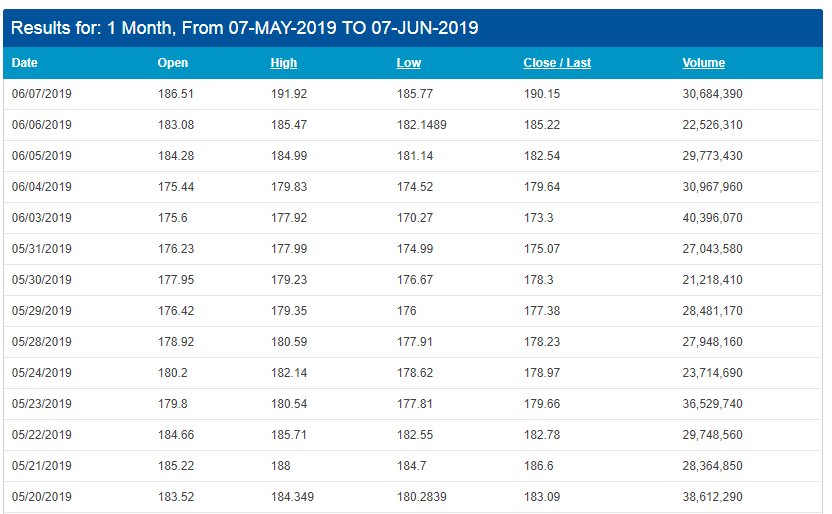 Results for: 1 Month, From 07-MAY-2019 TO 07-JUN-2019
Date Open High Low Close / Last Volume
06/07/2019 186.51 191.92 185.77 190.15 30,684,390
06/06/2019 183.08 185.47 182.1489 185.22 22,526,310
06/05/2019 184.28 184.99 181.14 182.54 29,773,430
06/04/2019 175.44 179.83 174.52 179.64 30,967,960
06/03/2019 175.6 177.92 170.27 173.3 40,396,070
05/31/2019 176.23 177.99 174.99 175.07 27,043,580
05/30/2019 177.95 179.23 176.67 178.3 21,218,410
05/29/2019 176.42 179.35 176 177.38 28,481,170
05/28/2019 178.92 180.59 177.91 178.23 27,948,160
05/24/2019 180.2 182.14 178.62 178.97 23,714,690
05/23/2019 179.8 180.54 177.81 179.66 36,529,740
05/22/2019 184.66 185.71 182.55 182.78 29,748,560
05/21/2019 185.22 188 184.7 186.6 28,364,850
05/20/2019 183.52 184.349 180.2839 183.09 38,612,290